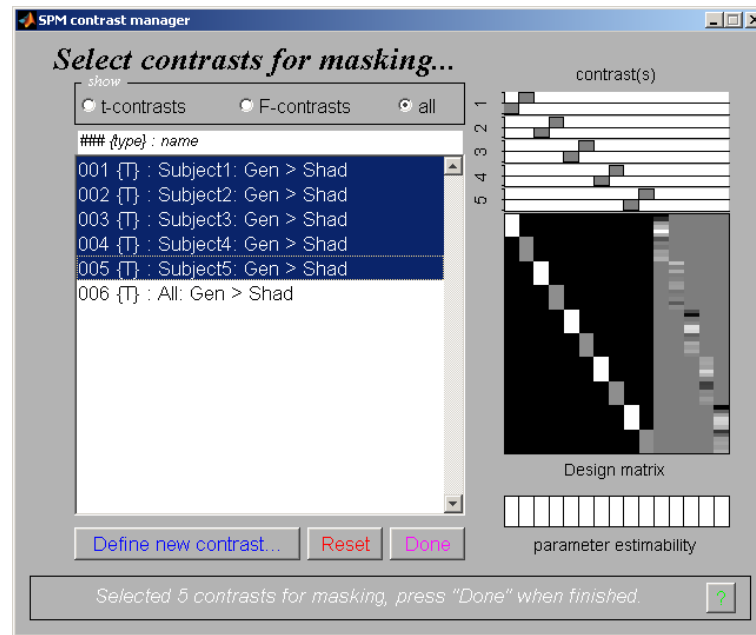 SPM contrast manager
Select contrasts for masking...
show
t-contrasts F-contrasts all
### {type} : name
001 {T} : Subject1: Gen > Shad
002 {T} : Subject2: Gen > Shad
003 {T} : Subject3: Gen > Shad
004 {T} : Subject4: Gen > Shad
005 {T} : Subject5: Gen > Shad
006 {T} : All: Gen > Shad
Define new contrast... Reset Done
contrast(s)
1
2
3
4
5
Design matrix
parameter estimability
Selected 5 contrasts for masking, press "Done" when finished.
?